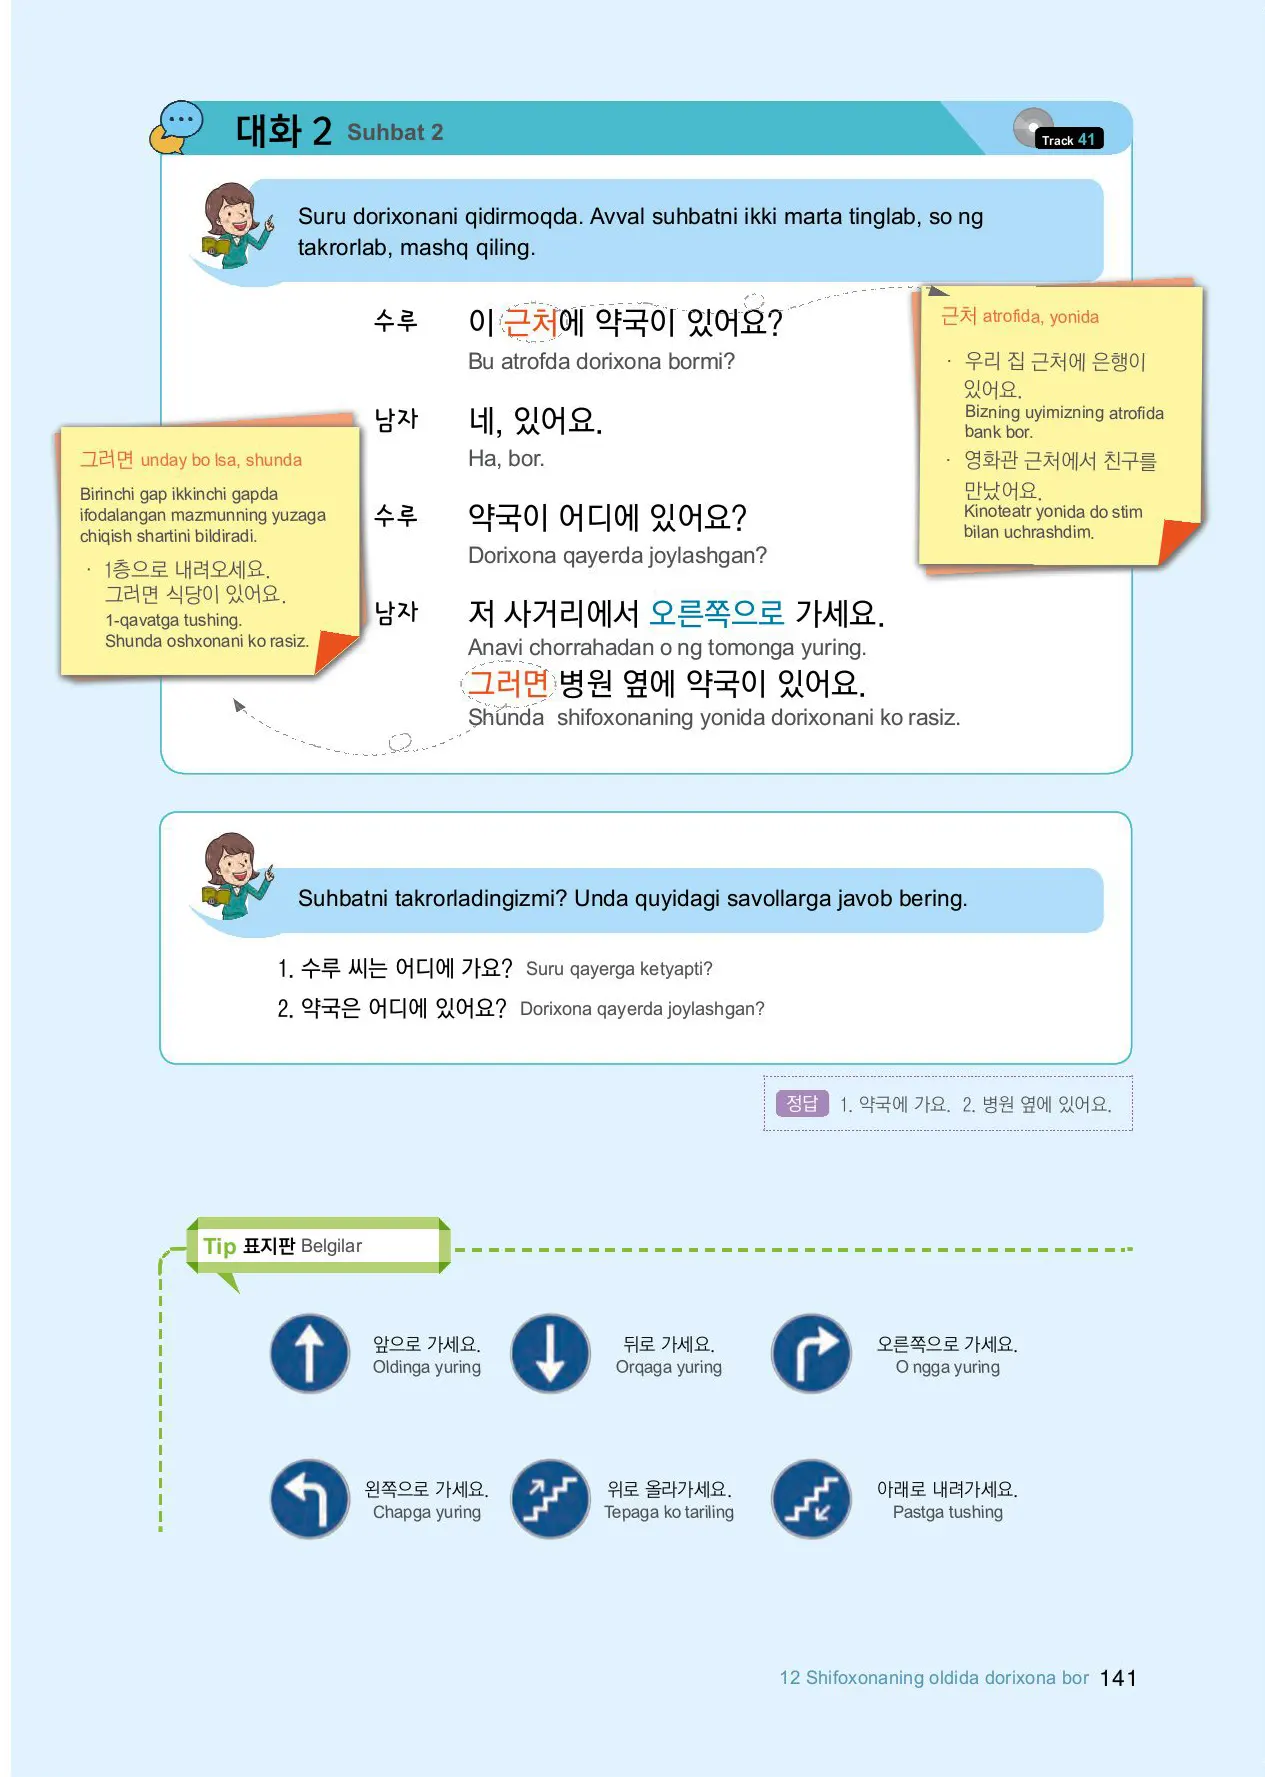 대화 2 Suhbat 2
Track 41
Suru dorixonani qidirmoqda. Avval suhbatni ikki marta tinglab, so ng
takrorlab, mashq qiling.
수루 이 근처에 약국이 있어요?
Bu atrofda dorixona bormi?
남자 네, 있어요.
Ha, bor.
수루 약국이 어디에 있어요?
Dorixona qayerda joylashgan?
남자 저 사거리에서 오른쪽으로 가세요.
Anavi chorrahadan o ng tomonga yuring.
그러면 병원 옆에 약국이 있어요.
Shunda shifoxonaning yonida dorixonani ko rasiz.
근처 atrofida, yonida
· 우리 집 근처에 은행이
있어요.
Bizning uyimizning atrofida
bank bor.
· 영화관 근처에서 친구를
만났어요.
Kinoteatr yonida do stim
bilan uchrashdim.
그러면 unday bo lsa, shunda
Birinchi gap ikkinchi gapda
ifodalangan mazmunning yuzaga
chiqish shartini bildiradi.
· 1층으로 내려오세요.
그러면 식당이 있어요.
1-qavatga tushing.
Shunda oshxonani ko rasiz.
Suhbatni takrorladingizmi? Unda quyidagi savollarga javob bering.
1. 수루 씨는 어디에 가요? Suru qayerga ketyapti?
2. 약국은 어디에 있어요? Dorixona qayerda joylashgan?
정답 1. 약국에 가요. 2. 병원 옆에 있어요.
Tip 표지판 Belgilar
앞으로 가세요.
Oldinga yuring
뒤로 가세요.
Orqaga yuring
오른쪽으로 가세요.
O ngga yuring
왼쪽으로 가세요.
Chapga yuring
위로 올라가세요.
Tepaga ko tariling
아래로 내려가세요.
Pastga tushing
12 Shifoxonaning oldida dorixona bor 141